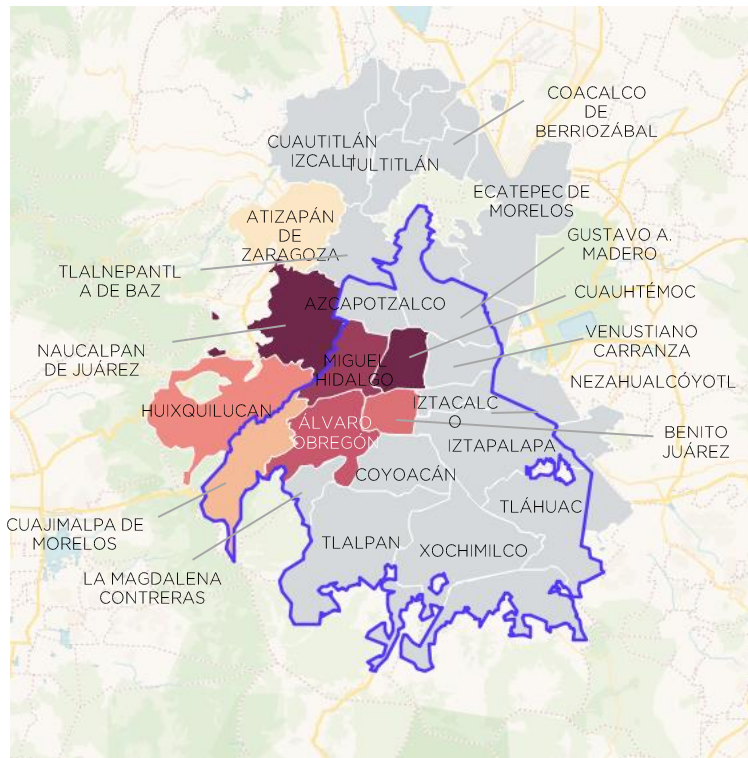 COACALCO
DE
BERRIOZÁBAL
CUAUTITLÁN
IZCALLI
TULTITLÁN
ECATEPEC DE
MORELOS
ATIZAPÁN
DE
ZARAGOZA
GUSTAVO A.
MADERO
TLALNEPANTL
A DE BAZ
AZCAPOTZALCO
CUAUHTÉMOC
NAUCALPAN
DE JUÁREZ
MIGUEL
HIDALGO
VENUSTIANO
CARRANZA
NEZAHUALCÓYOTL
HUIXQUILUCAN
IZTACALC
O
ÁLVARO
OBREGÓN
BENITO
JUÁREZ
IZTAPALAPA
COYOACÁN
TLÁHUAC
CUAJIMALPA DE
MORELOS
TLALPAN
XOCHIMILCO
LA MAGDALENA
CONTRERAS